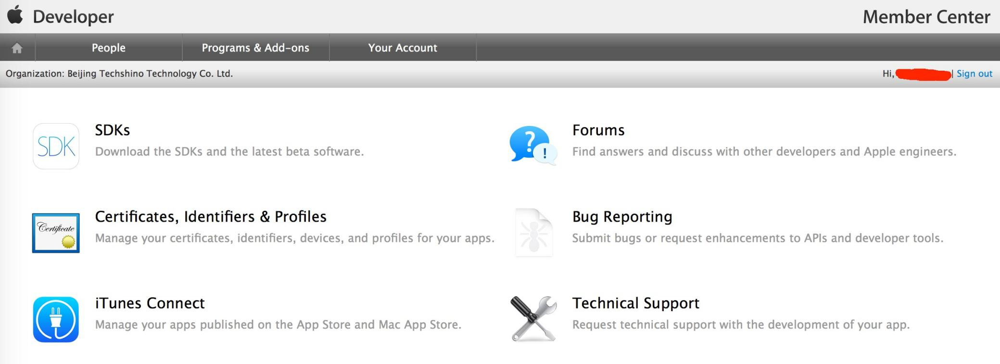 Developer
Member Center
People
Programs & Add-ons
Your Account
Organization: Beijing Techshino Technology Co. Ltd.
Hi, | Sign out
SDK
SDKs
Download the SDKs and the latest beta software.
?
!
Forums
Find answers and discuss with other developers and Apple engineers.
Certificate
Certificates, Identifiers & Profiles
Manage your certificates, identifiers, devices, and profiles for your apps.
Bug Reporting
Submit bugs or request enhancements to APIs and developer tools.
iTunes Connect
Manage your apps published on the App Store and Mac App Store.
Technical Support
Request technical support with the development of your app.